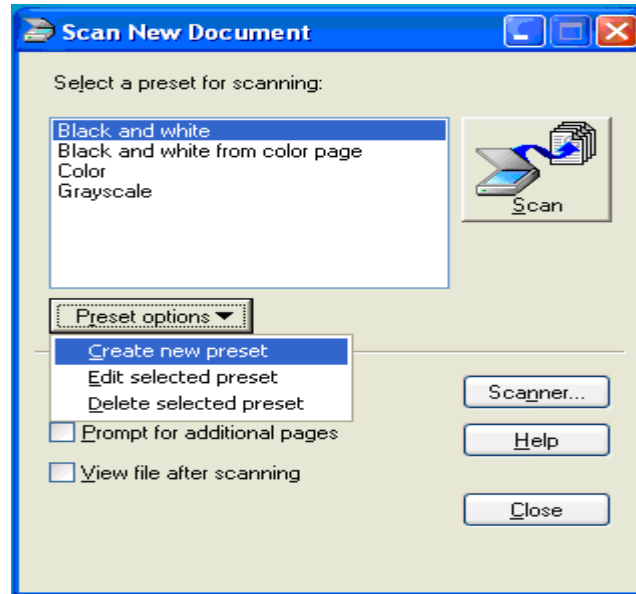 Scan New Document
Select a preset for scanning:
Black and white
Black and white from color page
Color
Grayscale
Scan
Preset options
Create new preset
Edit selected preset
Delete selected preset
Scanner...
Prompt for additional pages
Help
View file after scanning
Close